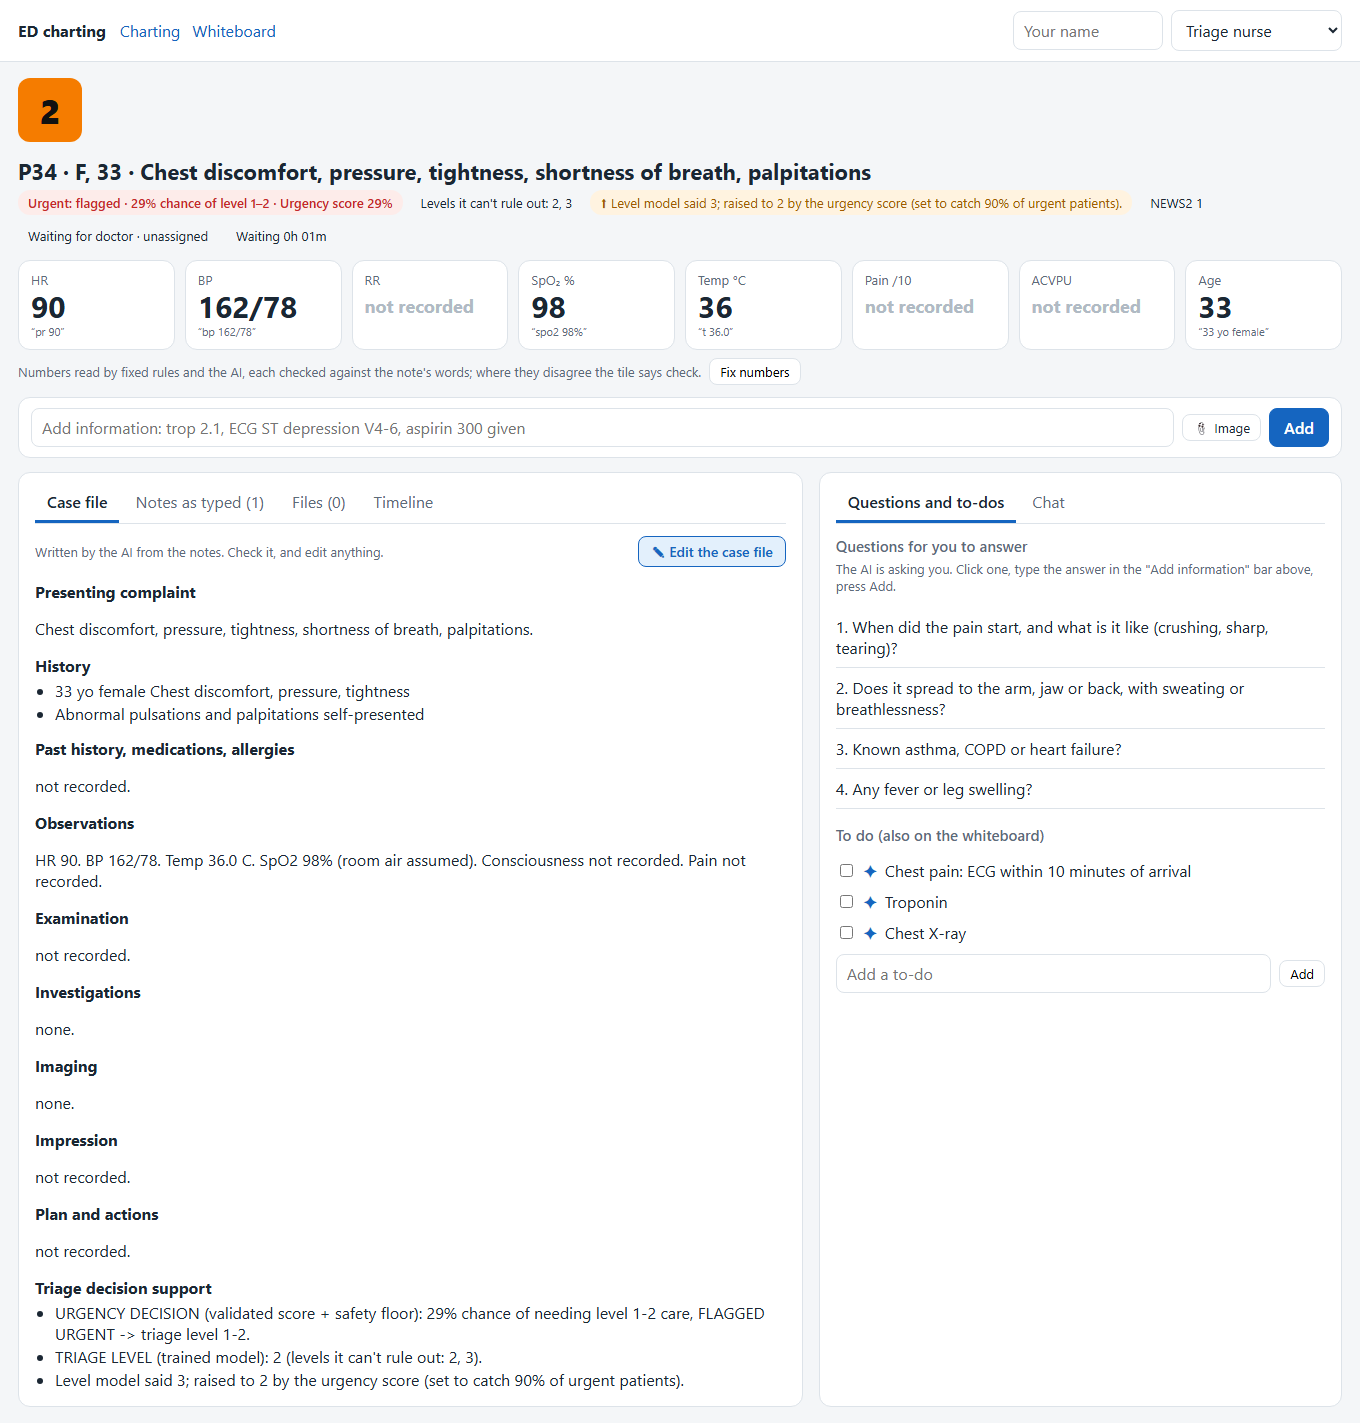 ED charting Charting Whiteboard Your name Triage nurse
2
P34 · F, 33 · Chest discomfort, pressure, tightness, shortness of breath, palpitations
Urgent: flagged · 29% chance of level 1–2 · Urgency score 29% Levels it can't rule out: 2, 3 ⬆ Level model said 3; raised to 2 by the urgency score (set to catch 90% of urgent patients). NEWS2 1
Waiting for doctor · unassigned Waiting 0h 01m
HR BP RR SpO₂ % Temp °C Pain /10 ACVPU Age
90 162/78 not recorded 98 36 not recorded not recorded 33
"pr 90" "bp 162/78" "spo2 98%" "t 36.0" "33 yo female"
Numbers read by fixed rules and the AI, each checked against the note's words; where they disagree the tile says check. Fix numbers
Add information: trop 2.1, ECG ST depression V4-6, aspirin 300 given Image Add
Case file Notes as typed (1) Files (0) Timeline
Written by the AI from the notes. Check it, and edit anything. Edit the case file
Presenting complaint
Chest discomfort, pressure, tightness, shortness of breath, palpitations.
History
• 33 yo female Chest discomfort, pressure, tightness
• Abnormal pulsations and palpitations self-presented
Past history, medications, allergies
not recorded.
Observations
HR 90. BP 162/78. Temp 36.0 C. SpO2 98% (room air assumed). Consciousness not recorded. Pain not
recorded.
Examination
not recorded.
Investigations
none.
Imaging
none.
Impression
not recorded.
Plan and actions
not recorded.
Triage decision support
• URGENCY DECISION (validated score + safety floor): 29% chance of needing level 1-2 care, FLAGGED
URGENT -> triage level 1-2.
• TRIAGE LEVEL (trained model): 2 (levels it can't rule out: 2, 3).
• Level model said 3; raised to 2 by the urgency score (set to catch 90% of urgent patients).
Questions and to-dos Chat
Questions for you to answer
The AI is asking you. Click one, type the answer in the "Add information" bar above,
press Add.
1. When did the pain start, and what is it like (crushing, sharp,
tearing)?
2. Does it spread to the arm, jaw or back, with sweating or
breathlessness?
3. Known asthma, COPD or heart failure?
4. Any fever or leg swelling?
To do (also on the whiteboard)
Chest pain: ECG within 10 minutes of arrival
Troponin
Chest X-ray
Add a to-do Add